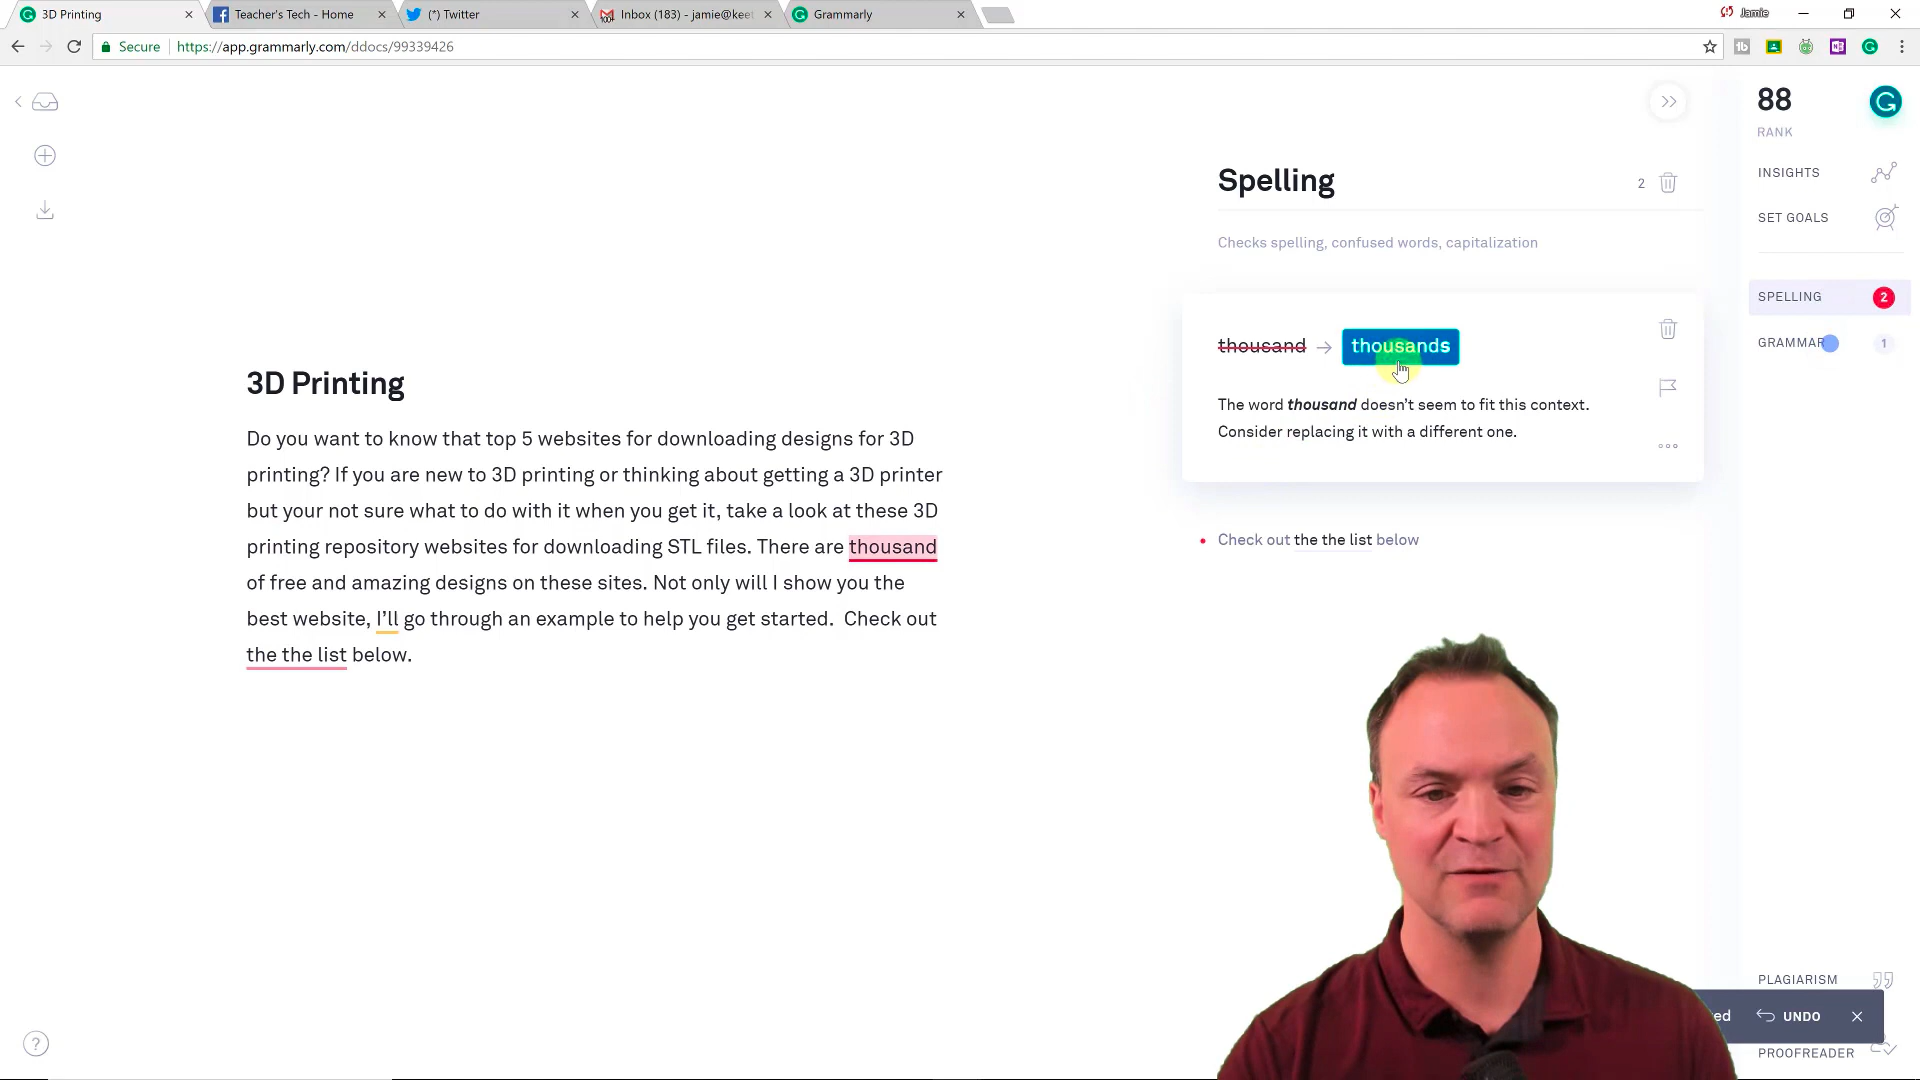 3D Printing
Teacher's Tech - Home
(*) Twitter
Inbox (183) - jamie@keet
Grammarly
Jamie
Secure
https://app.grammarly.com/ddocs/99339426
88
RANK
INSIGHTS
SET GOALS
SPELLING 2
GRAMMAR 1
Spelling
2
Checks spelling, confused words, capitalization
thousand → thousands
The word thousand doesn't seem to fit this context.
Consider replacing it with a different one.
Check out the the list below
3D Printing
Do you want to know that top 5 websites for downloading designs for 3D
printing? If you are new to 3D printing or thinking about getting a 3D printer
but your not sure what to do with it when you get it, take a look at these 3D
printing repository websites for downloading STL files. There are thousand
of free and amazing designs on these sites. Not only will I show you the
best website, I'll go through an example to help you get started.  Check out
the the list below.
PLAGIARISM
UNDO
PROOFREADER